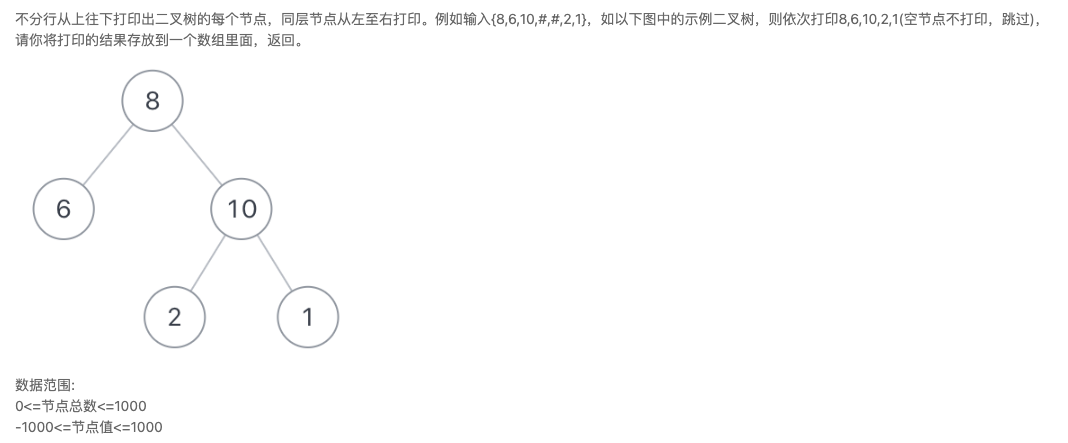 不分行从上往下打印出二叉树的每个节点，同层节点从左至右打印。例如输入{8,6,10,#,#,2,1}，如以下图中的示例二叉树，则依次打印8,6,10,2,1(空节点不打印，跳过)，
请你将打印的结果存放到一个数组里面，返回。
8
6
10
2
1
数据范围:
0<=节点总数<=1000
-1000<=节点值<=1000